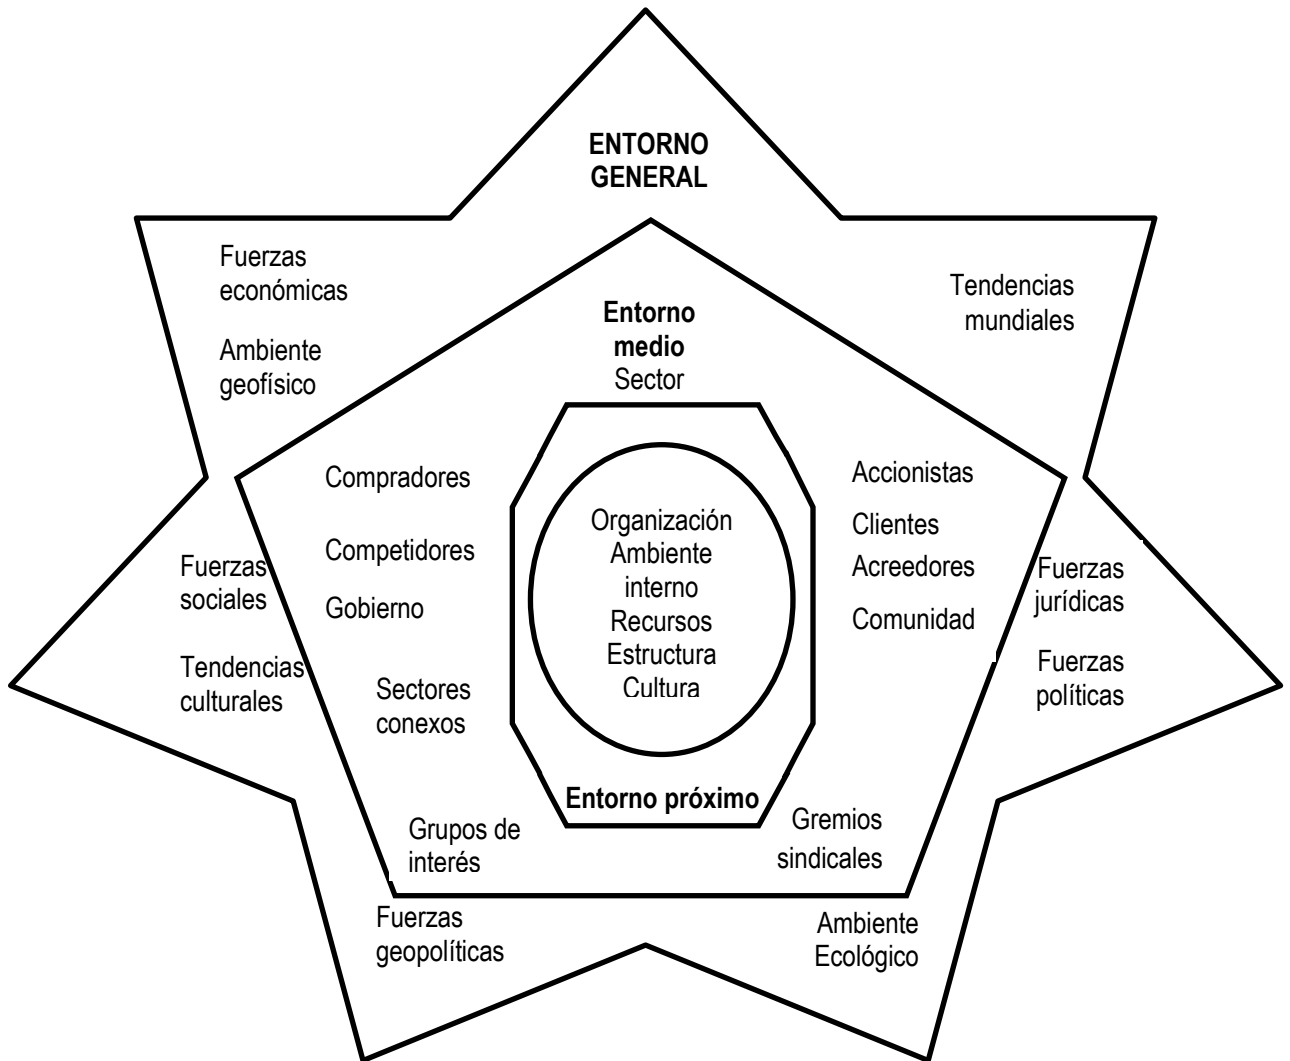 ENTORNO
GENERAL
Fuerzas
económicas
Ambiente
geofísico
Tendencias
mundiales
Entorno
medio
Sector
Compradores
Competidores
Gobierno
Sectores
conexos
Grupos de
interés
Organización
Ambiente
interno
Recursos
Estructura
Cultura
Entorno próximo
Accionistas
Clientes
Acreedores
Comunidad
Gremios
sindicales
Fuerzas
sociales
Tendencias
culturales
Fuerzas
jurídicas
Fuerzas
políticas
Fuerzas
geopolíticas
Ambiente
Ecológico